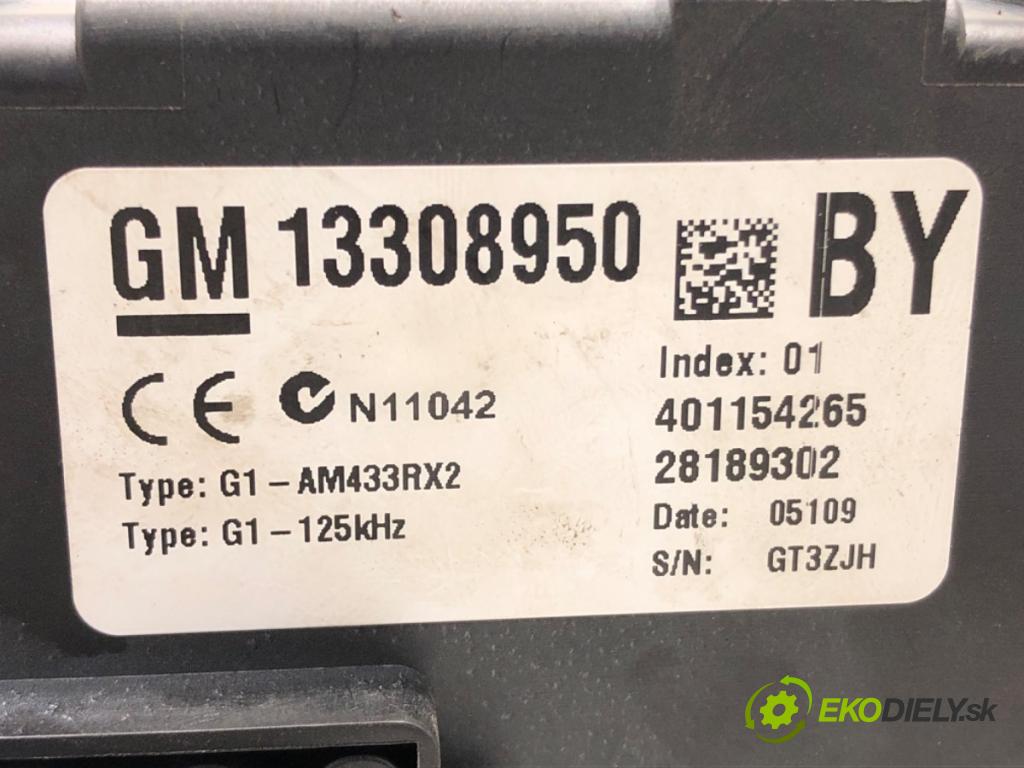 GM 13308950 BY
Index: 01
CE N11042
401154265
28189302
Type: G1-AM433RX2
Date: 05109
Type: G1-125kHz
S/N: GT3ZJH
EKODIELY.sk